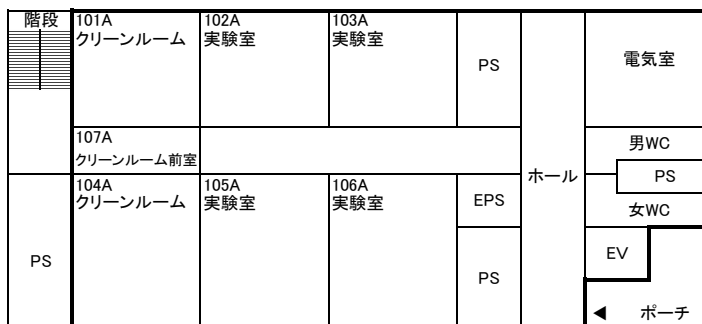 階段
101A
クリーンルーム
102A
実験室
103A
実験室
PS
電気室
107A
クリーンルーム前室
男WC
ホール
PS
104A
クリーンルーム
105A
実験室
106A
実験室
EPS
女WC
PS
EV
PS
◀ ポーチ